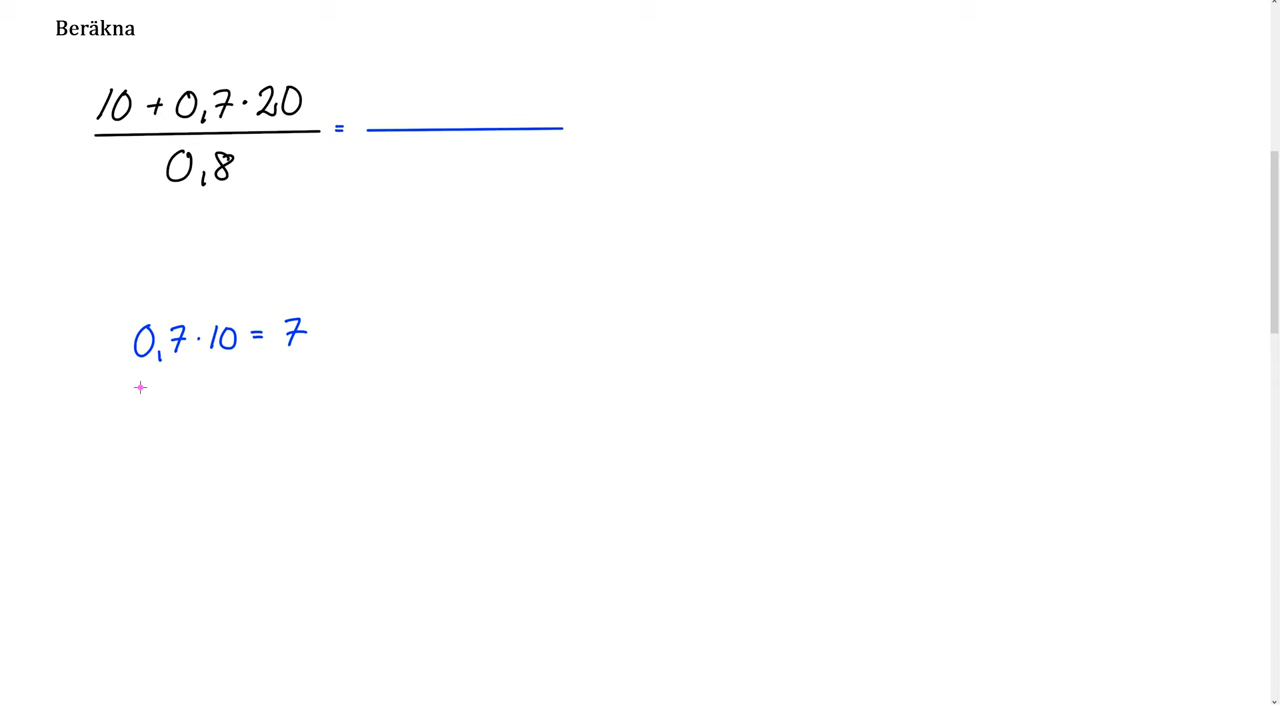 Beräkna
10 + 0,7 · 20
= 
0,8
0,7 · 10 = 7